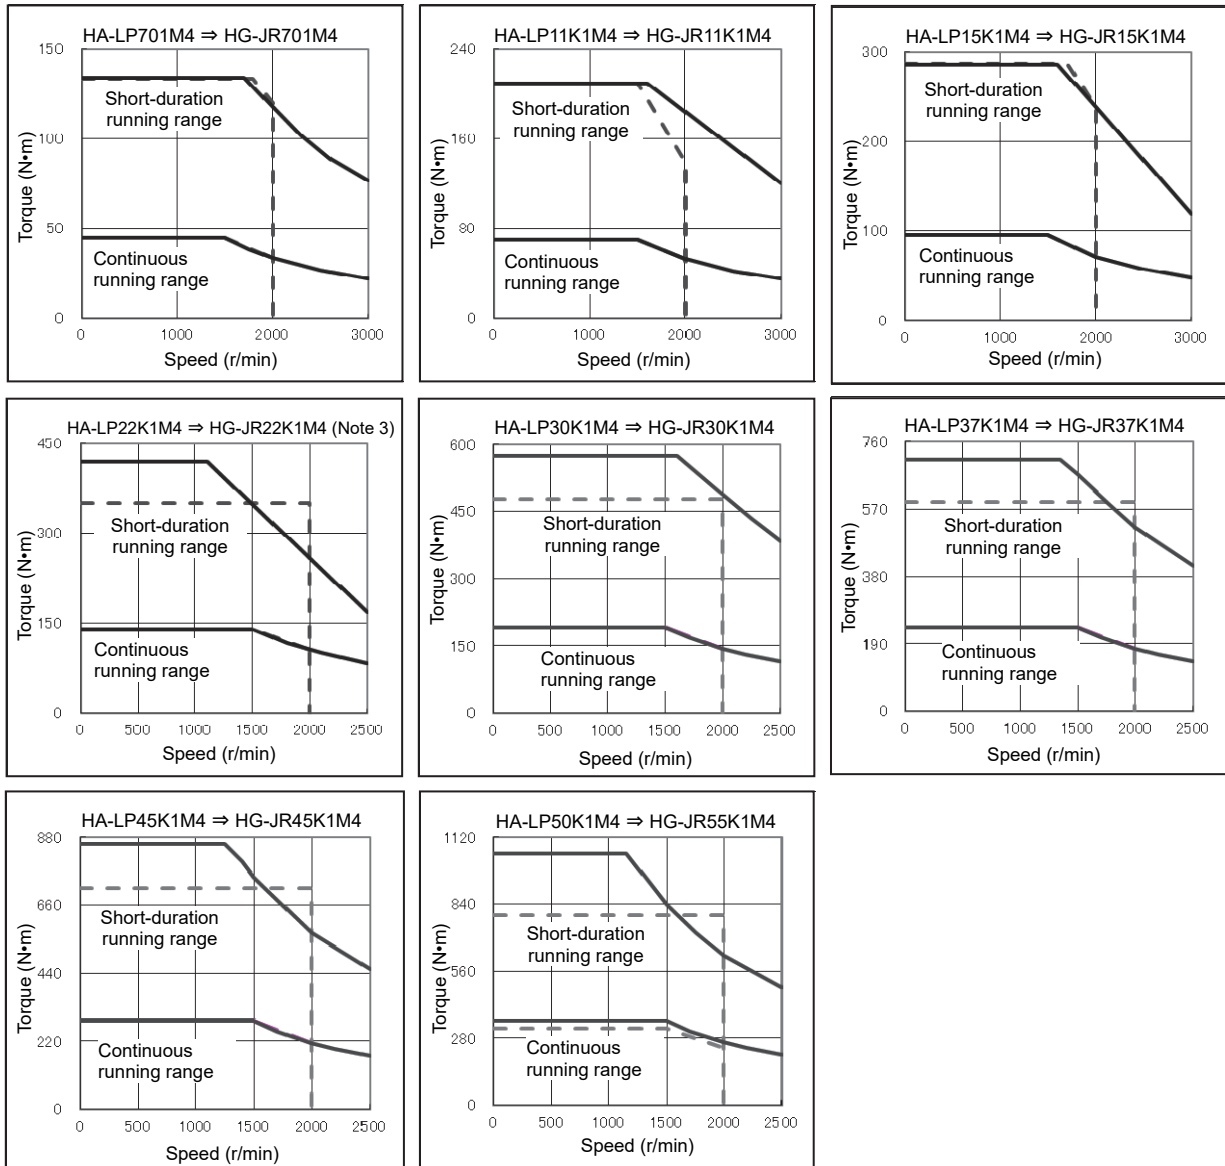 HA-LP701M4 ⇒ HG-JR701M4
150
100
50
0
Torque (N•m)
Short-duration
running range
Continuous
running range
0 1000 2000 3000
Speed (r/min)
HA-LP11K1M4 ⇒ HG-JR11K1M4
240
160
80
0
Torque (N•m)
Short-duration
running range
Continuous
running range
0 1000 2000 3000
Speed (r/min)
HA-LP15K1M4 ⇒ HG-JR15K1M4
300
200
100
0
Torque (N•m)
Short-duration
running range
Continuous
running range
0 1000 2000 3000
Speed (r/min)
HA-LP22K1M4 ⇒ HG-JR22K1M4 (Note 3)
450
300
150
0
Torque (N•m)
Short-duration
running range
Continuous
running range
0 500 1000 1500 2000 2500
Speed (r/min)
HA-LP30K1M4 ⇒ HG-JR30K1M4
600
450
300
150
0
Torque (N•m)
Short-duration
running range
Continuous
running range
0 500 1000 1500 2000 2500
Speed (r/min)
HA-LP37K1M4 ⇒ HG-JR37K1M4
760
570
380
190
0
Torque (N•m)
Short-duration
running range
Continuous
running range
0 500 1000 1500 2000 2500
Speed (r/min)
HA-LP45K1M4 ⇒ HG-JR45K1M4
880
660
440
220
0
Torque (N•m)
Short-duration
running range
Continuous
running range
0 500 1000 1500 2000 2500
Speed (r/min)
HA-LP50K1M4 ⇒ HG-JR55K1M4
1120
840
560
280
0
Torque (N•m)
Short-duration
running range
Continuous
running range
0 500 1000 1500 2000 2500
Speed (r/min)